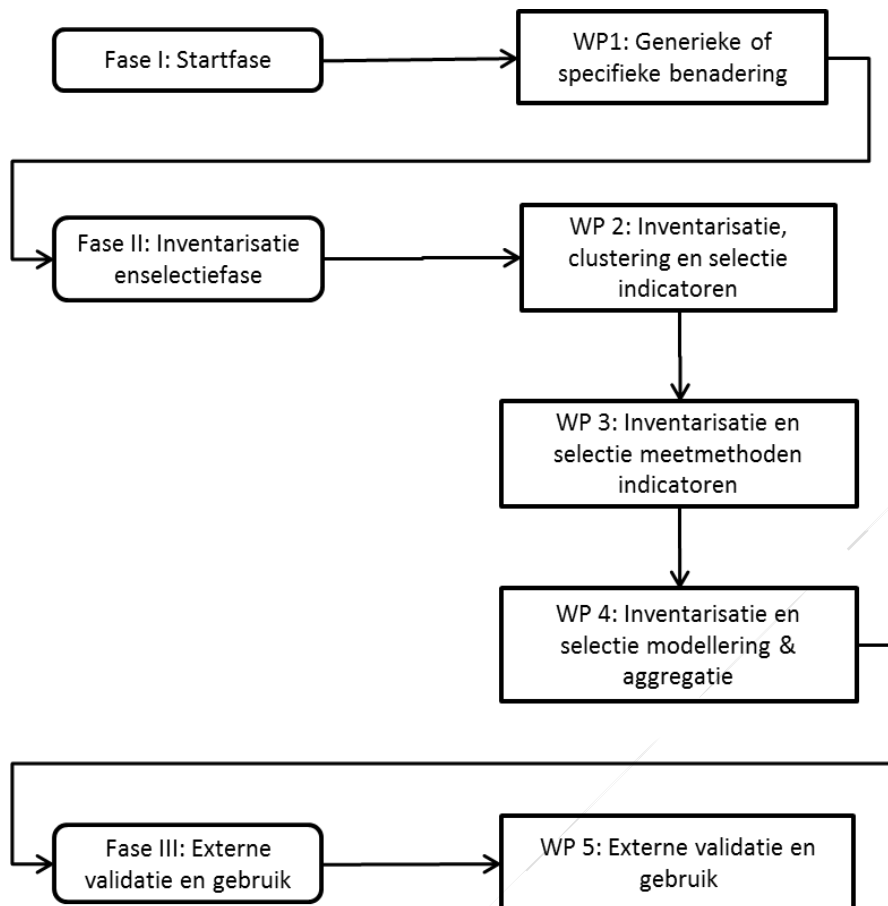 Fase I: Startfase
WP1: Generieke of
specifieke benadering
Fase II: Inventarisatie
enselectiefase
WP 2: Inventarisatie,
clustering en selectie
indicatoren
WP 3: Inventarisatie en
selectie meetmethoden
indicatoren
WP 4: Inventarisatie en
selectie modellering &
aggregatie
Fase III: Externe
validatie en gebruik
WP 5: Externe validatie en
gebruik